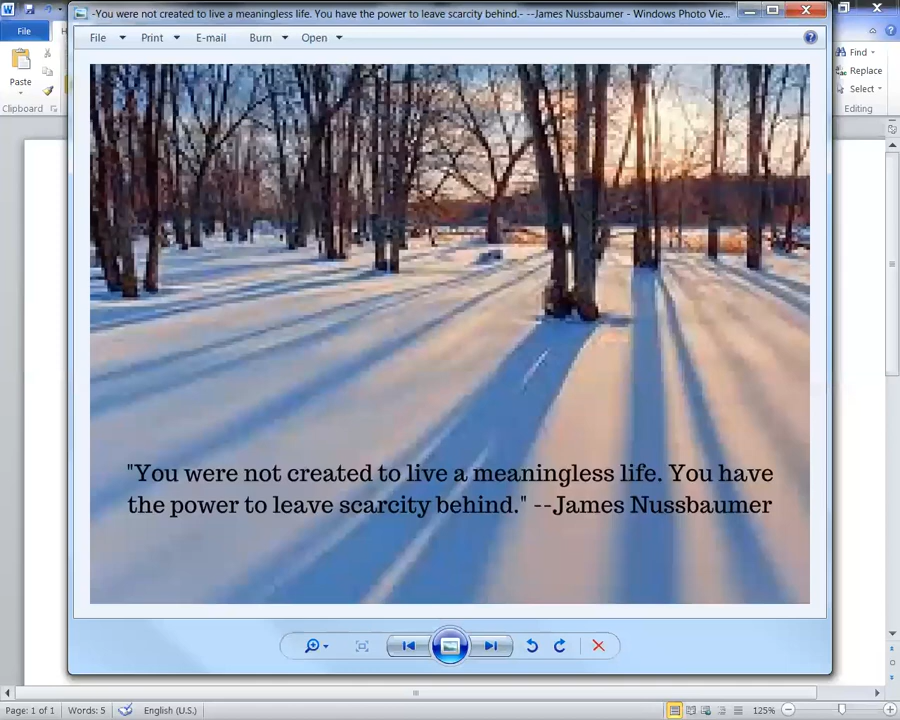 -You were not created to live a meaningless life. You have the power to leave scarcity behind.- --James Nussbaumer - Windows Photo Vie...
File Print E-mail Burn Open
File
Paste
Clipboard
Find
Replace
Select
Editing
"You were not created to live a meaningless life. You have
the power to leave scarcity behind." --James Nussbaumer
Page: 1 of 1 Words: 5 English (U.S.) 125%